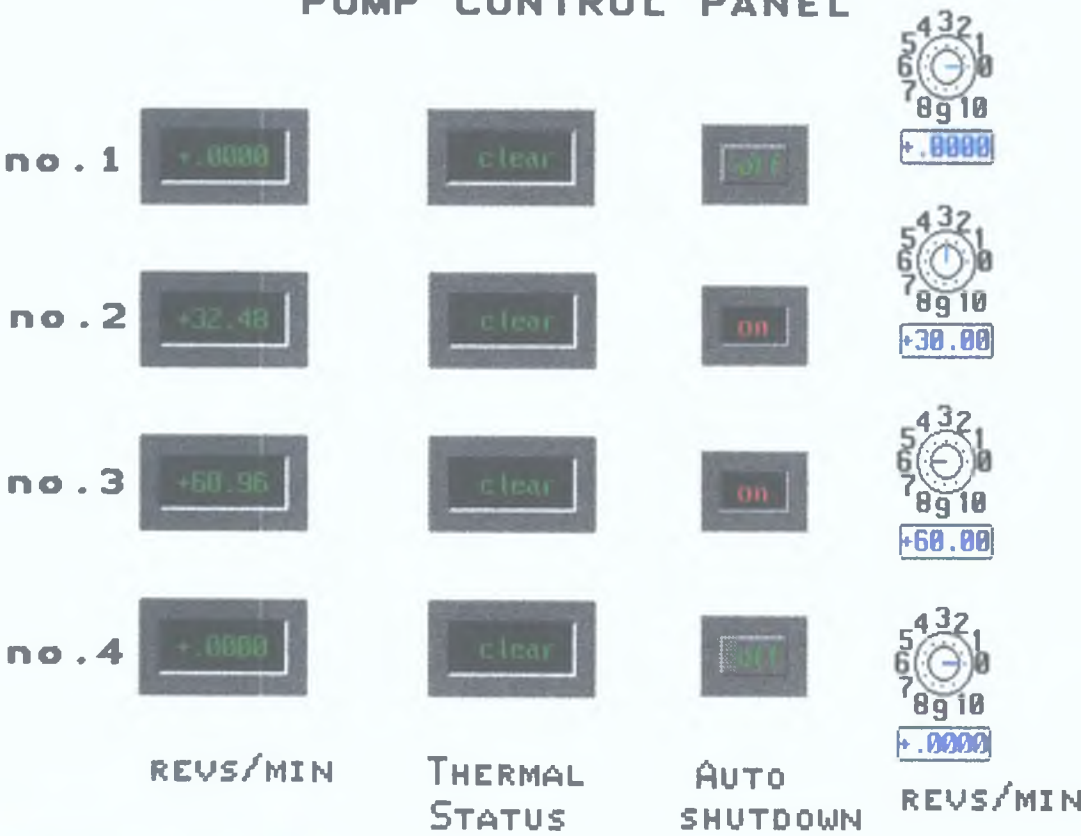 PUMP CONTROL PANEL
4 3 2
5 1
6 0
7
8 9 10
no.1 +.0000 clear off +.0000
4 3 2
5 1
6 0
7
8 9 10
no.2 +32.48 clear on +30.00
4 3 2
5 1
6 0
7
8 9 10
no.3 +60.96 clear on +60.00
4 3 2
5 1
6 0
7
8 9 10
no.4 +.0000 clear off +.0000
REVS/MIN THERMAL AUTO REVS/MIN
STATUS SHUTDOWN